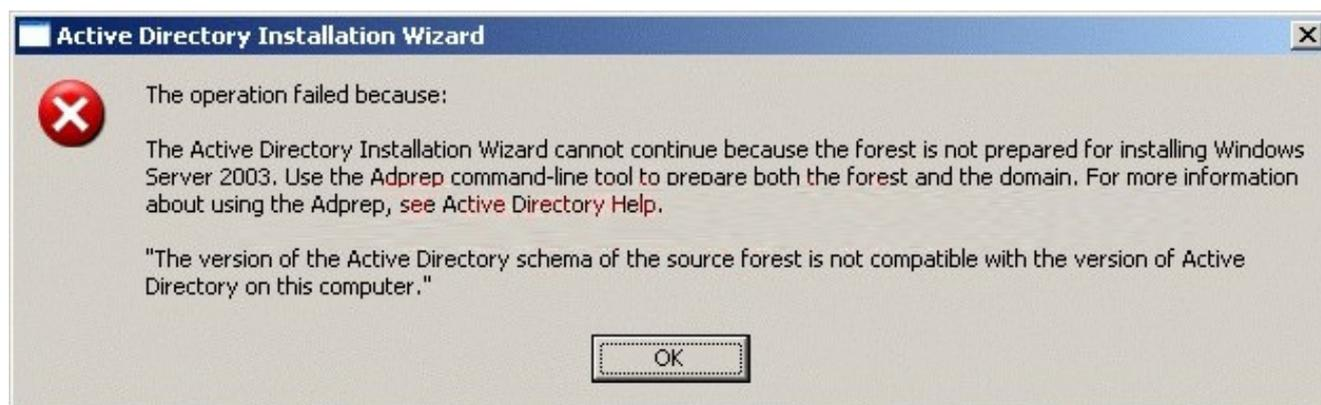 Active Directory Installation Wizard
The operation failed because:
The Active Directory Installation Wizard cannot continue because the forest is not prepared for installing Windows
Server 2003. Use the Adprep command-line tool to prepare both the forest and the domain. For more information
about using the Adprep, see Active Directory Help.
"The version of the Active Directory schema of the source forest is not compatible with the version of Active
Directory on this computer."
OK